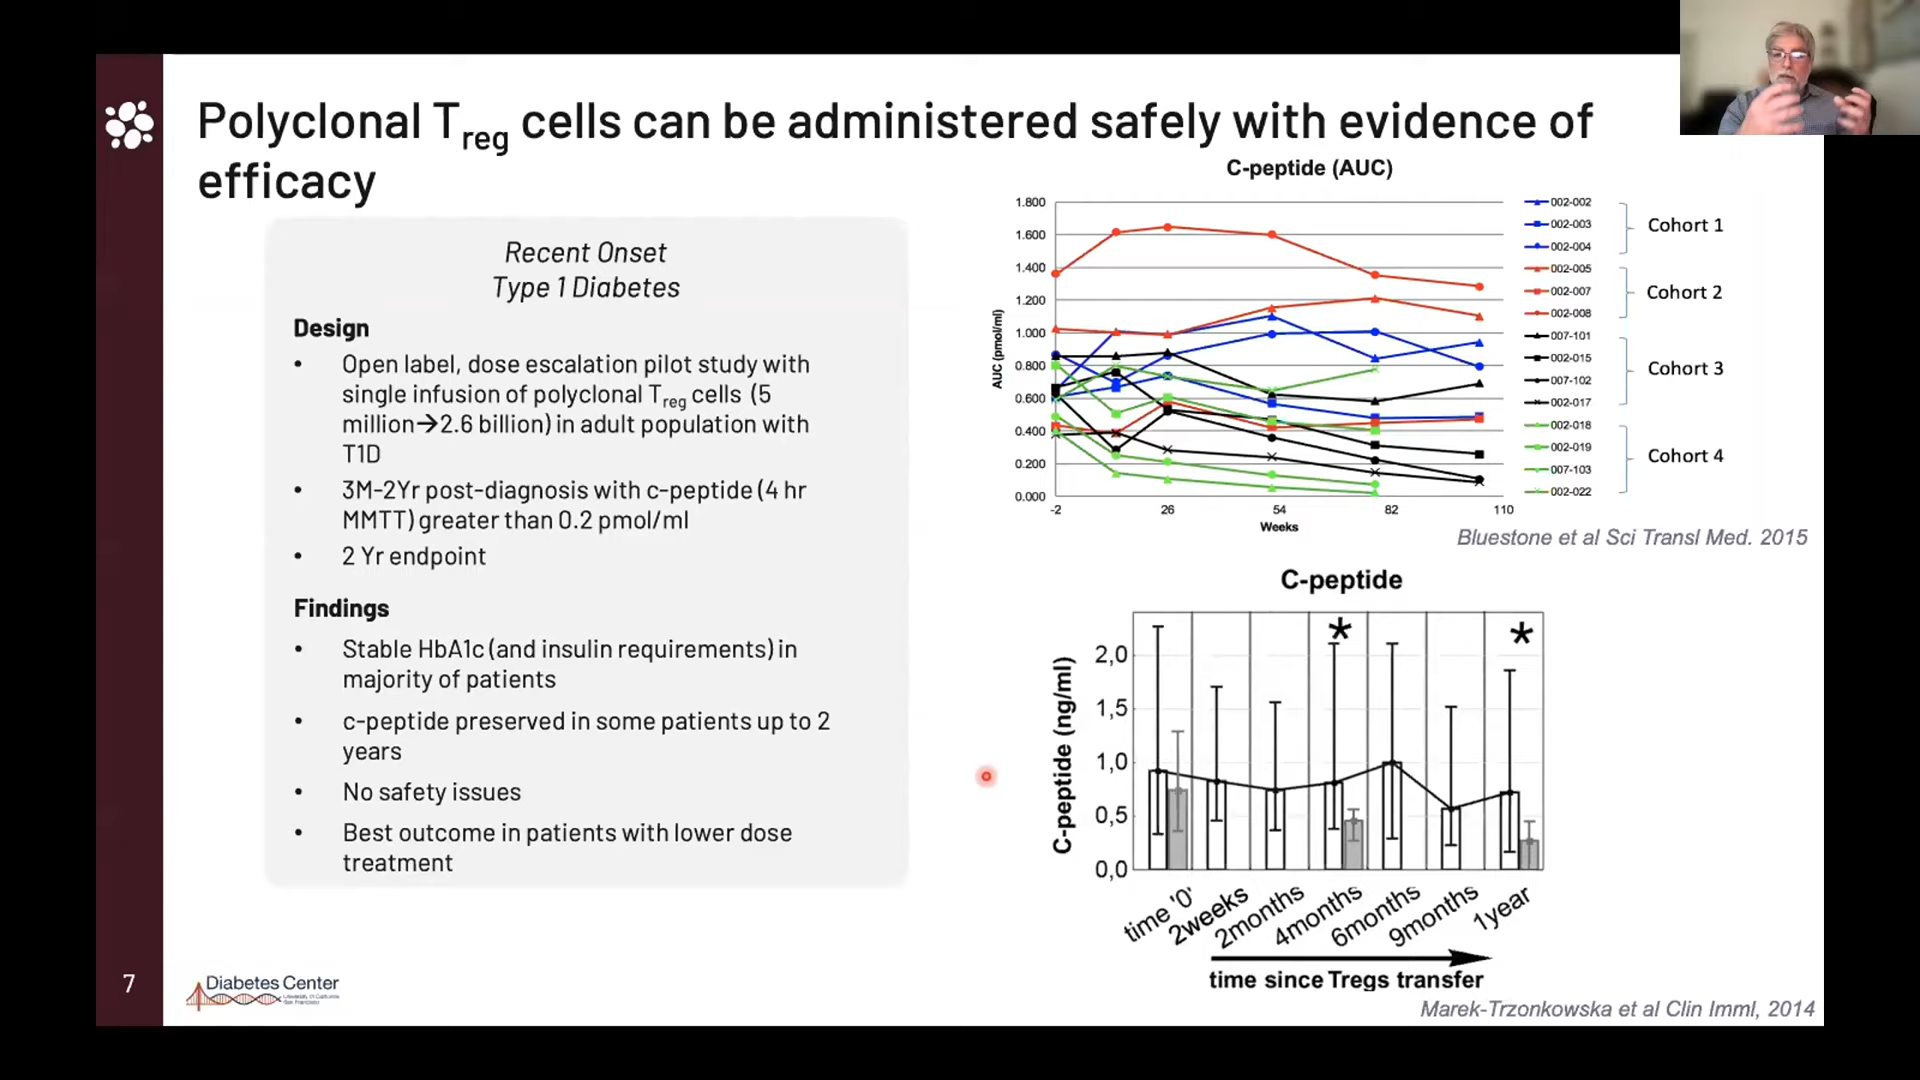 Polyclonal Treg cells can be administered safely with evidence of
efficacy
Recent Onset
Type 1 Diabetes
Design
• Open label, dose escalation pilot study with
single infusion of polyclonal Treg cells (5
million→2.6 billion) in adult population with
T1D
• 3M-2Yr post-diagnosis with c-peptide (4 hr
MMTT) greater than 0.2 pmol/ml
• 2 Yr endpoint
Findings
• Stable HbA1c (and insulin requirements) in
majority of patients
• c-peptide preserved in some patients up to 2
years
• No safety issues
• Best outcome in patients with lower dose
treatment
C-peptide (AUC)
AUC (pmol/ml)
1.800
1.600
1.400
1.200
1.000
0.800
0.600
0.400
0.200
0.000
-2 26 54 82 110
Weeks
002-002
002-003
002-004
002-005
002-007
002-008
007-101
002-015
007-102
002-017
002-018
002-019
007-103
002-022
Cohort 1
Cohort 2
Cohort 3
Cohort 4
Bluestone et al Sci Transl Med. 2015
C-peptide
C-peptide (ng/ml)
2,0
1,5
1,0
0,5
0,0
* *
time '0' 2weeks 2months 4months 6months 9months 1year
time since Tregs transfer
Marek-Trzonkowska et al Clin Imml, 2014
7
Diabetes Center
University of California
San Francisco